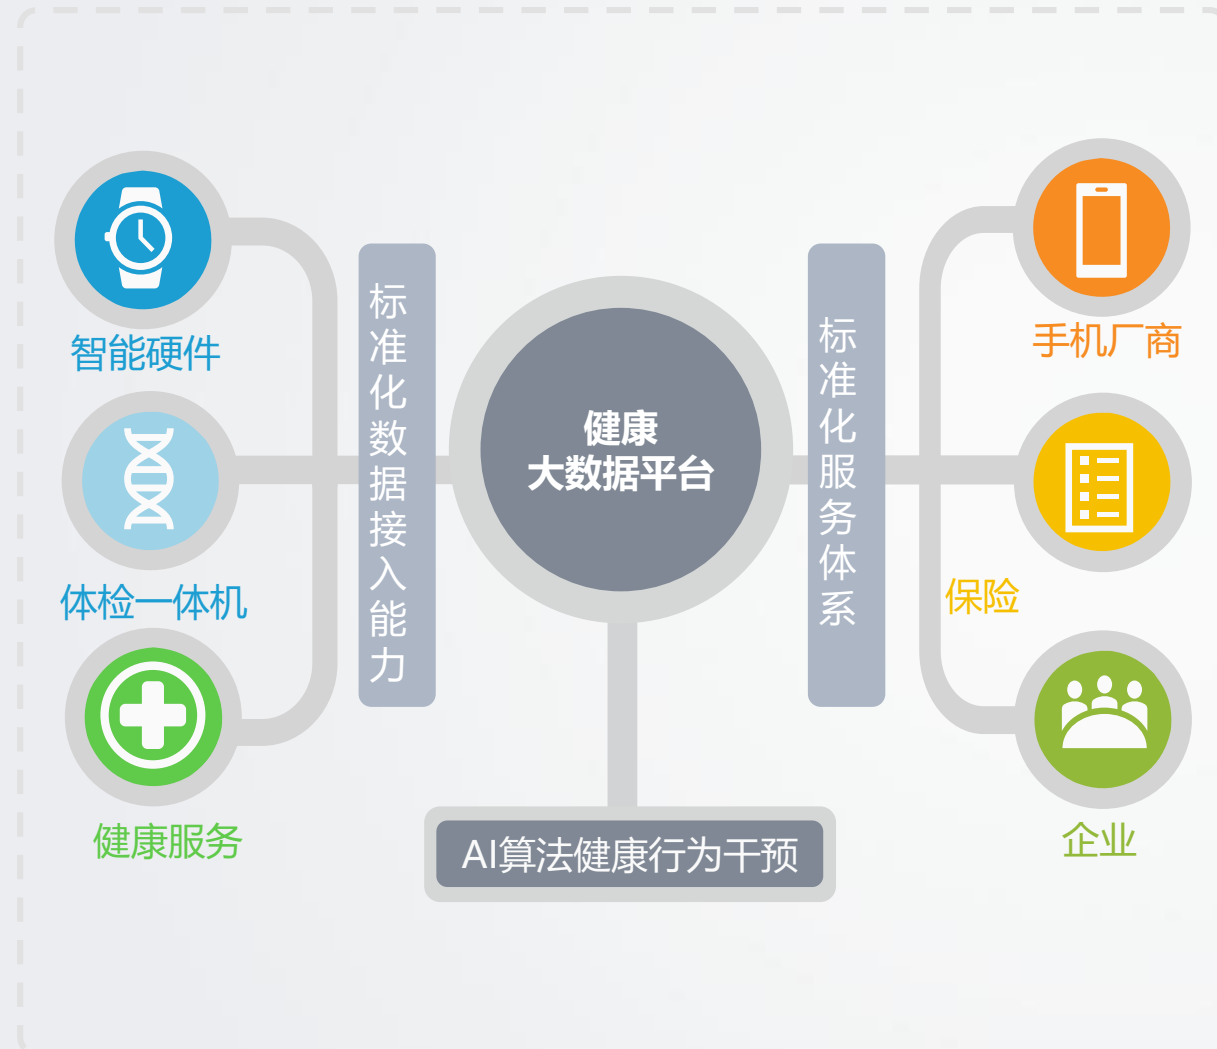 智能硬件
体检一体机
健康服务
标准化数据接入能力
健康
大数据平台
AI算法健康行为干预
标准化服务体系
手机厂商
保险
企业